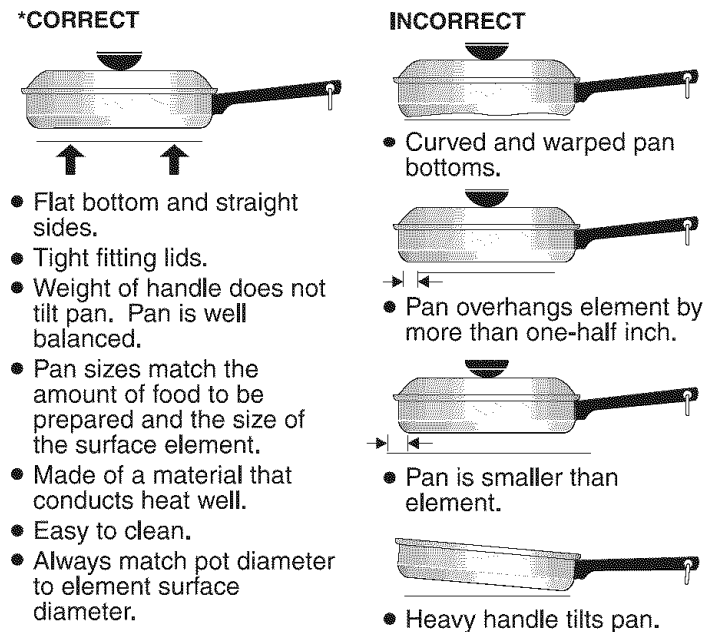 *CORRECT
● Flat bottom and straight
sides.
● Tight fitting lids.
● Weight of handle does not
tilt pan. Pan is well
balanced.
● Pan sizes match the
amount of food to be
prepared and the size of
the surface element.
● Made of a material that
conducts heat well.
● Easy to clean.
● Always match pot diameter
to element surface
diameter.
INCORRECT
● Curved and warped pan
bottoms.
● Pan overhangs element by
more than one-half inch.
● Pan is smaller than
element.
● Heavy handle tilts pan.